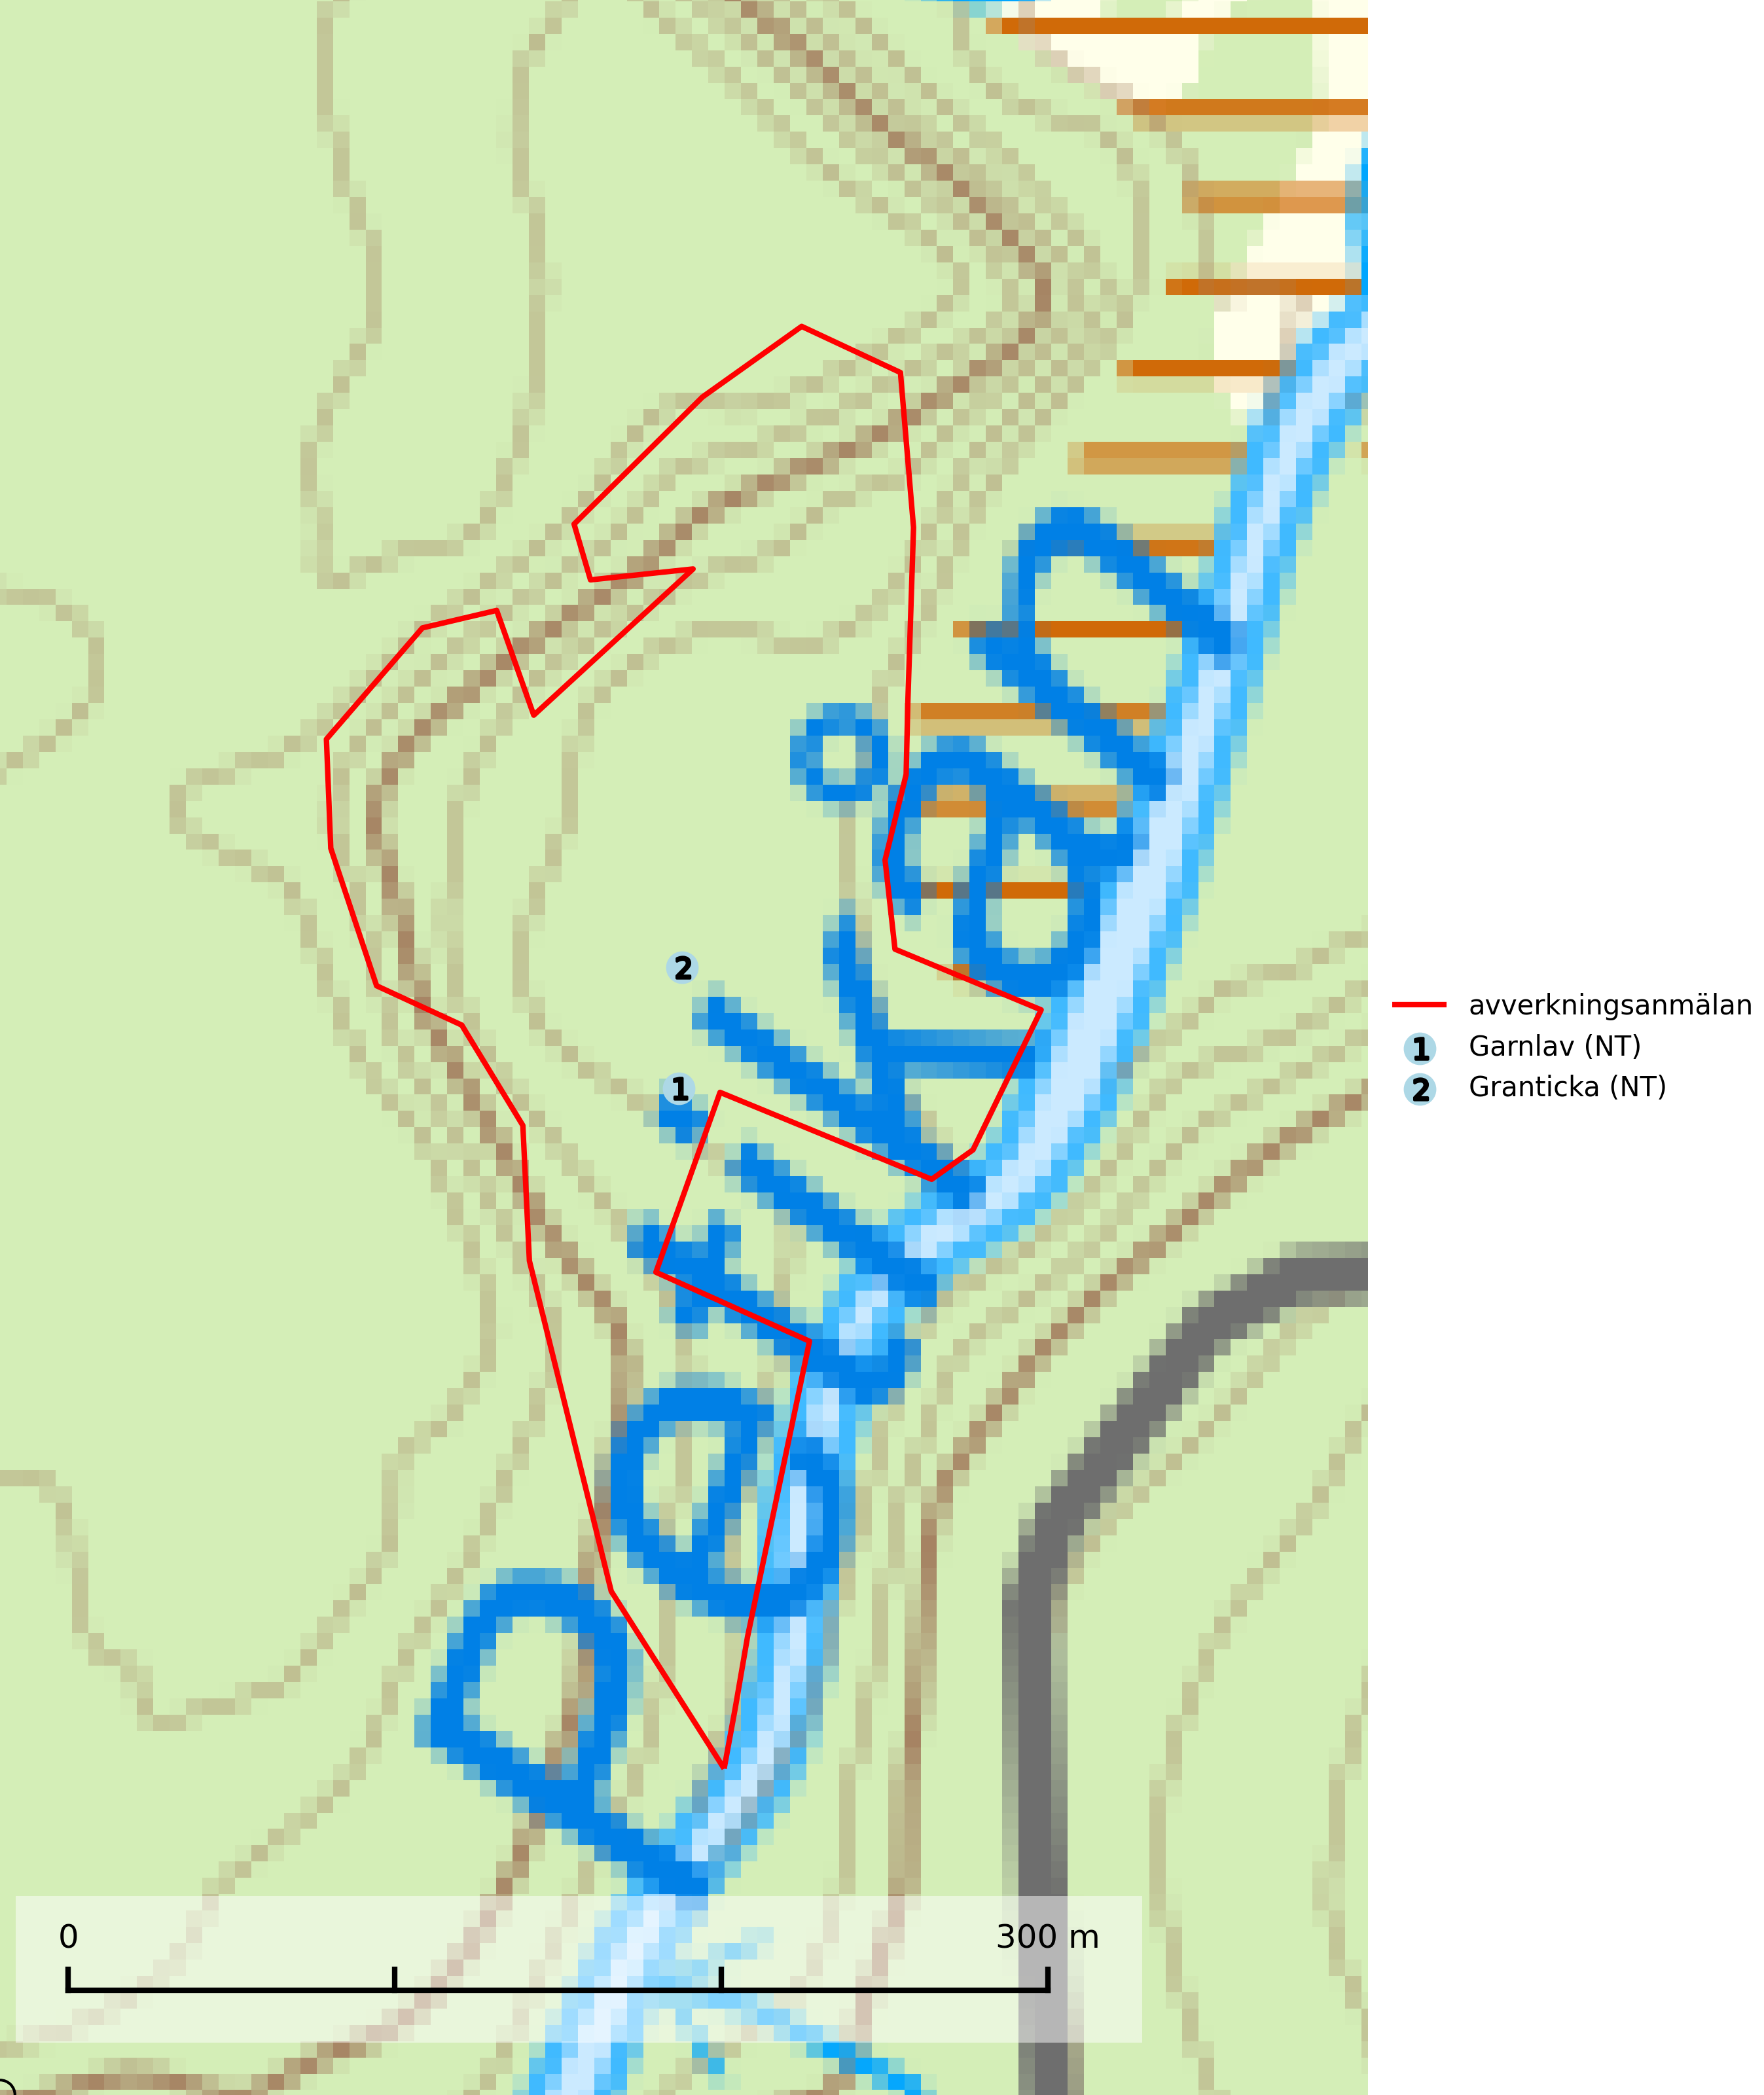 2
1
avverkningsanmälan
1 Garnlav (NT)
2 Granticka (NT)
0 300 m